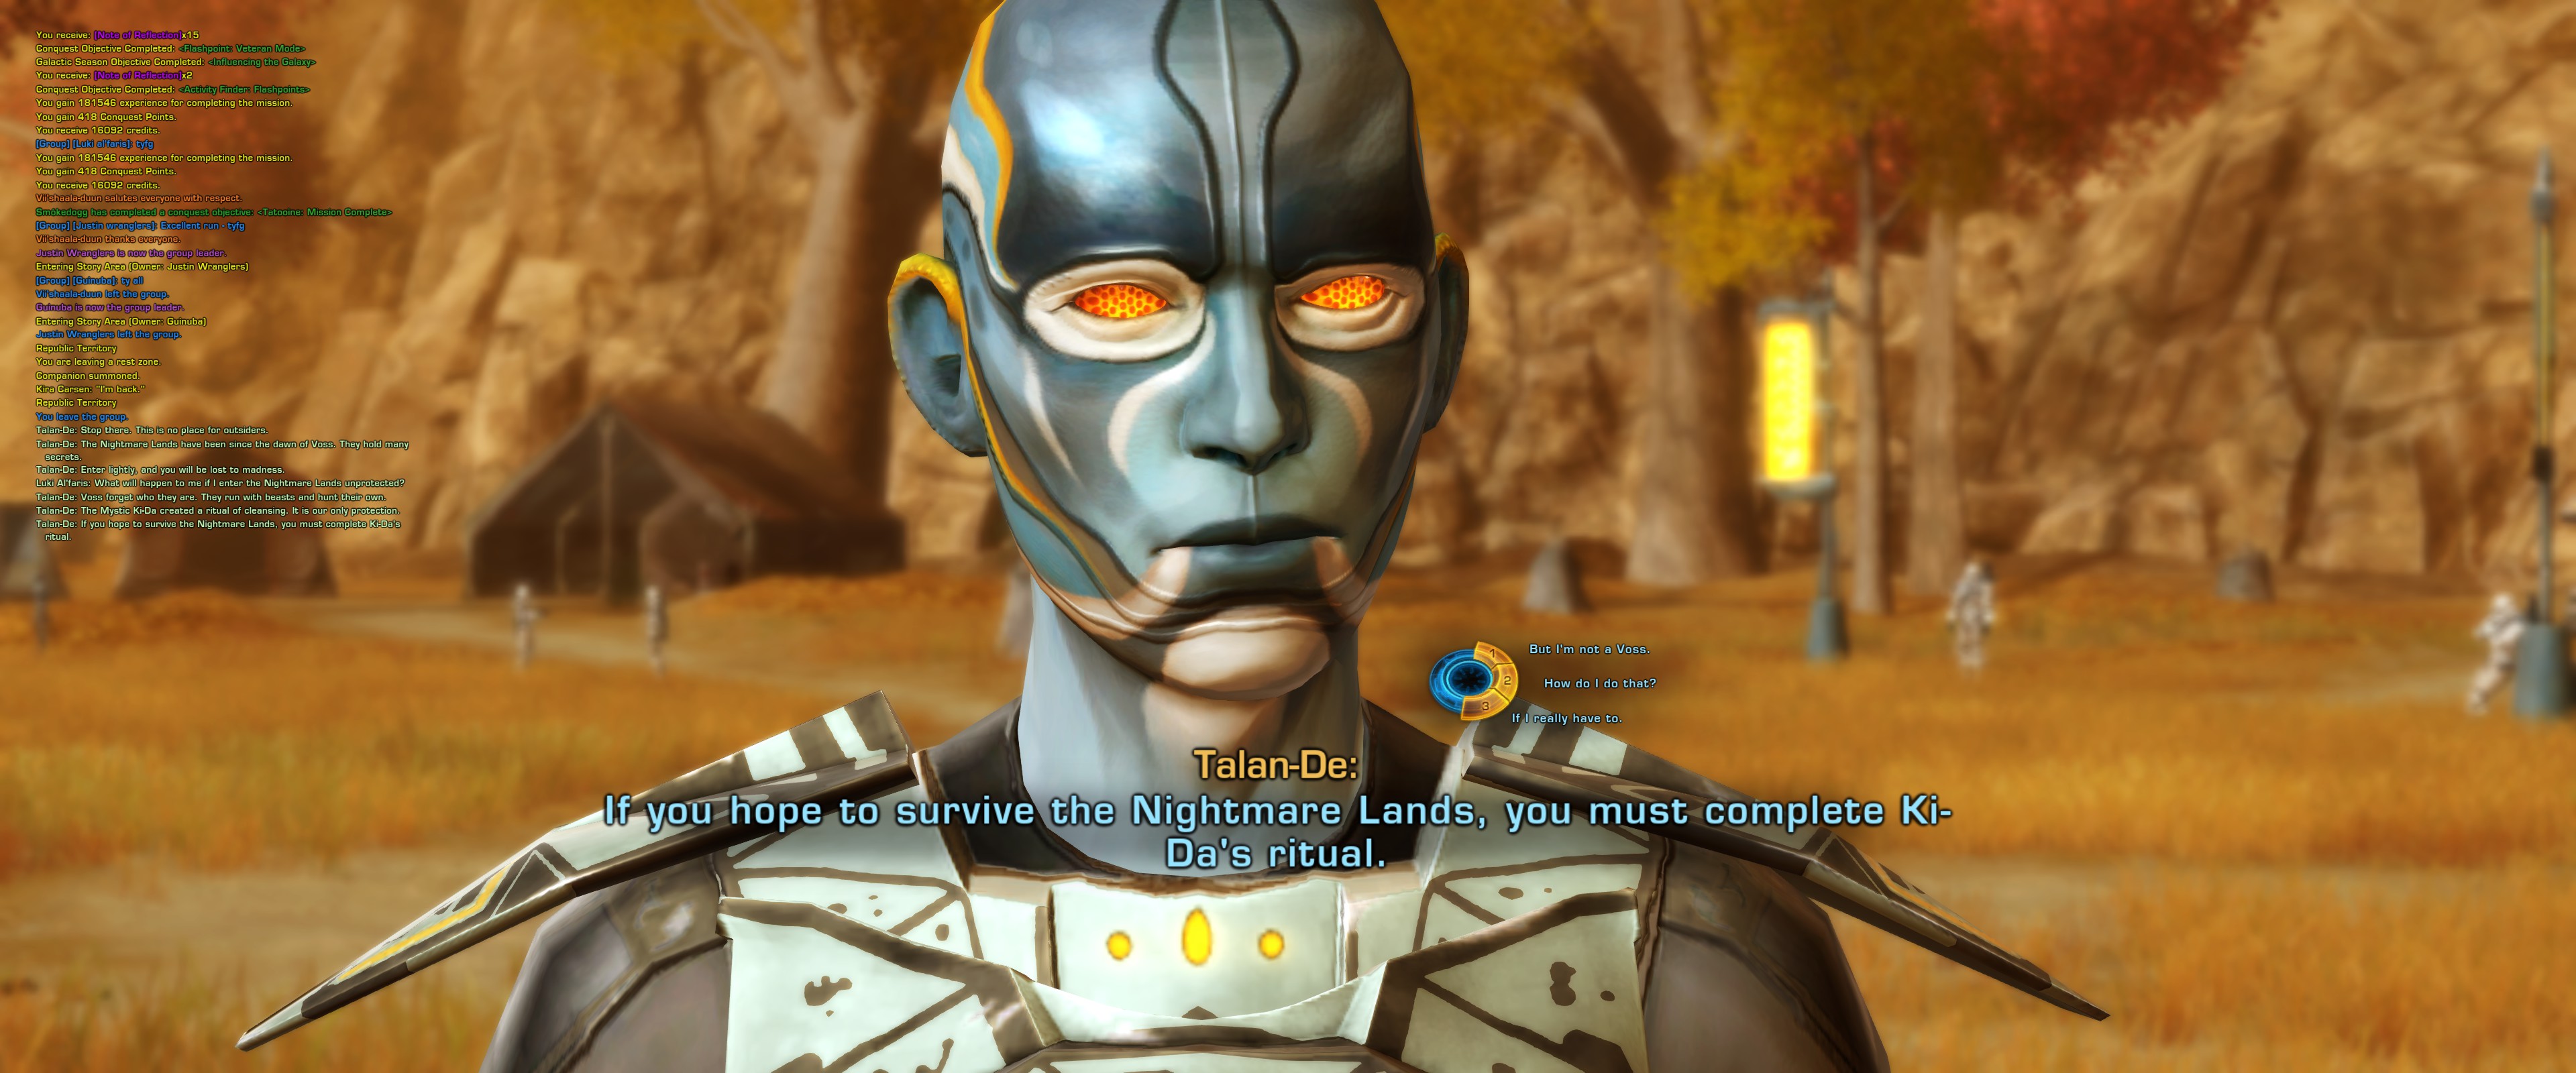 You receive: [Note of Reflection]x15
Conquest Objective Completed: <Flashpoint: Veteran Mode>
Galactic Season Objective Completed: <Influencing the Galaxy>
You receive: [Note of Reflection]x2
Conquest Objective Completed: <Activity Finder: Flashpoints>
You gain 181546 experience for completing the mission.
You gain 418 Conquest Points.
You receive 16092 credits.
[Group] [Luki al'faris]: tyfg
You gain 181546 experience for completing the mission.
You gain 418 Conquest Points.
You receive 16092 credits.
Vii'shaala-duun salutes everyone with respect.
Smókedogg has completed a conquest objective: <Tatooine: Mission Complete>
[Group] [Justin wranglers]: Excellent run - tyfg
Vii'shaala-duun thanks everyone.
Justin Wranglers is now the group leader.
Entering Story Area (Owner: Justin Wranglers)
[Group] [Guinuba]: ty all
Vii'shaala-duun left the group.
Guinuba is now the group leader.
Entering Story Area (Owner: Guinuba)
Justin Wranglers left the group.
Republic Territory
You are leaving a rest zone.
Companion summoned.
Kira Carsen: "I'm back."
Republic Territory
You leave the group.
Talan-De: Stop there. This is no place for outsiders.
Talan-De: The Nightmare Lands have been since the dawn of Voss. They hold many
secrets.
Talan-De: Enter lightly, and you will be lost to madness.
Luki Al'faris: What will happen to me if I enter the Nightmare Lands unprotected?
Talan-De: Voss forget who they are. They run with beasts and hunt their own.
Talan-De: The Mystic Ki-Da created a ritual of cleansing. It is our only protection.
Talan-De: If you hope to survive the Nightmare Lands, you must complete Ki-Da's
ritual.
1 But I'm not a Voss.
2 How do I do that?
3 If I really have to.
Talan-De:
If you hope to survive the Nightmare Lands, you must complete Ki-
Da's ritual.